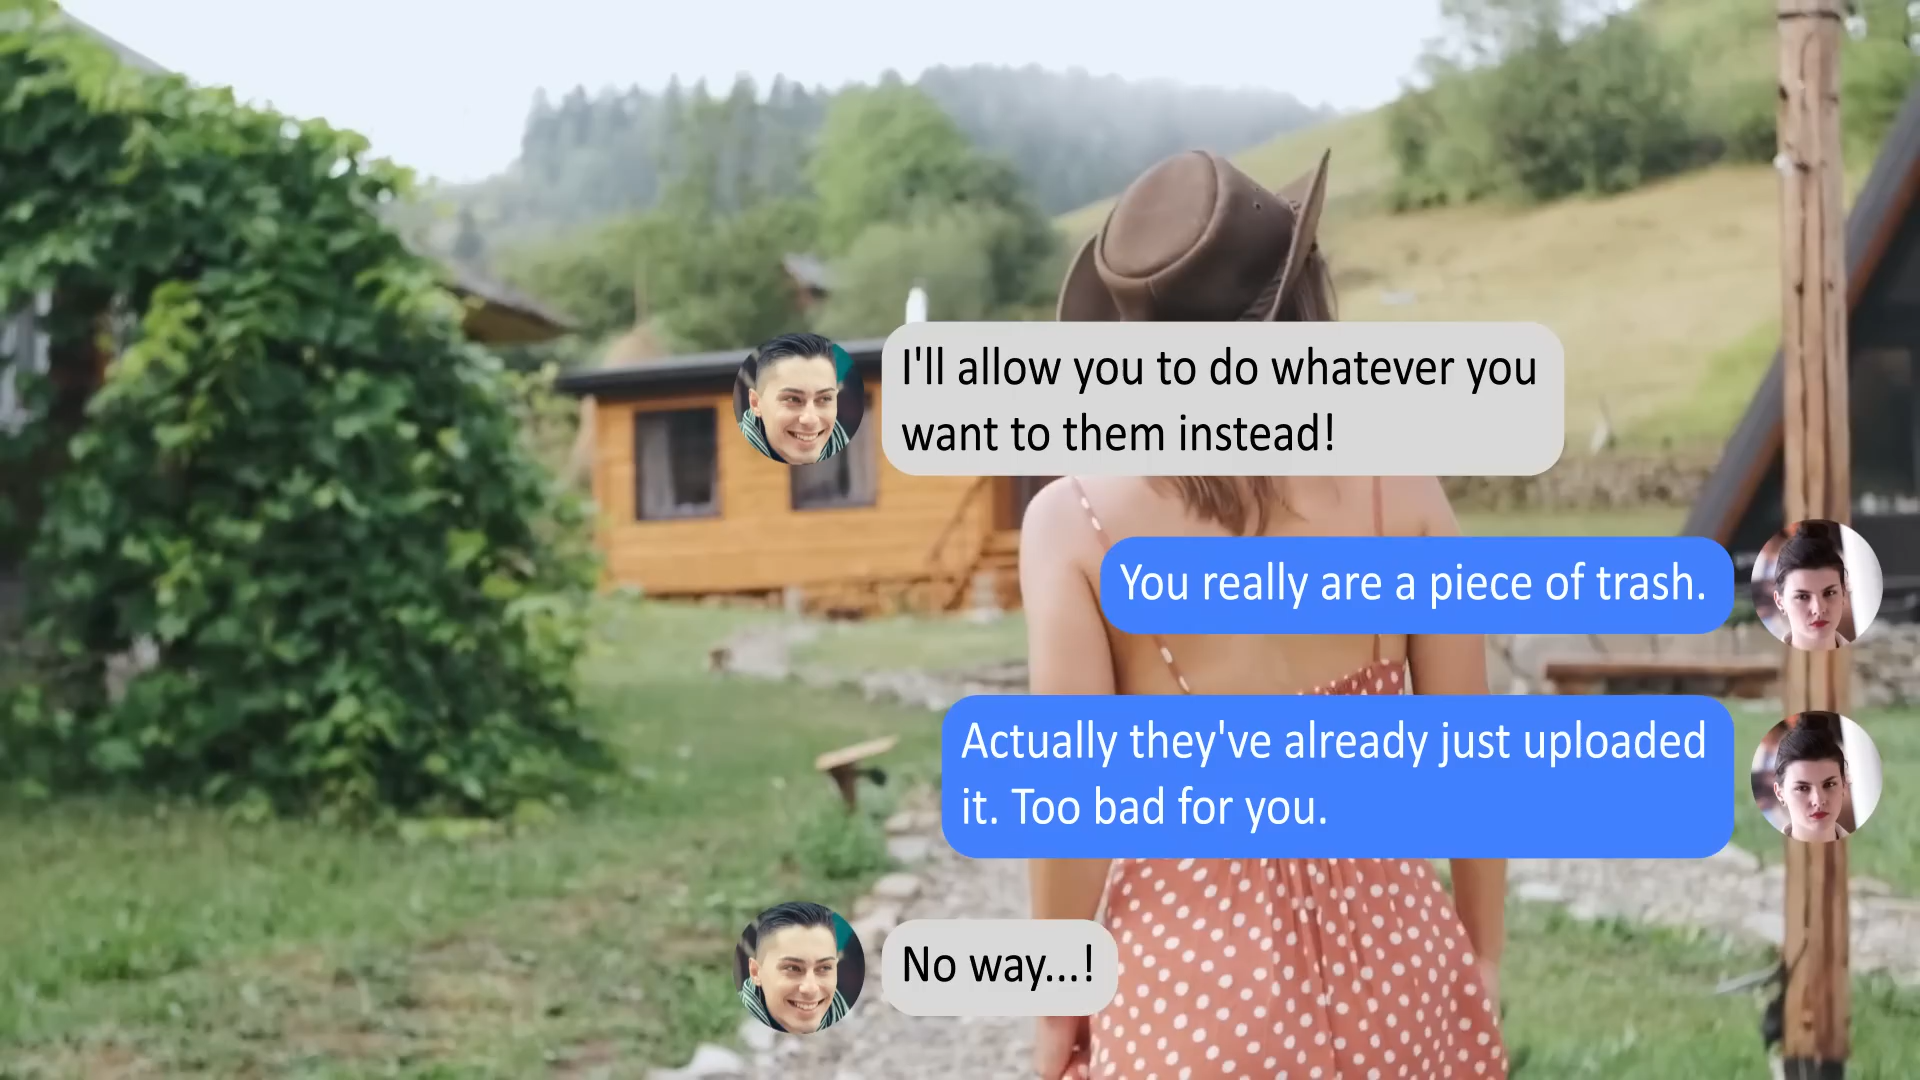 I'll allow you to do whatever you
want to them instead!
You really are a piece of trash.
Actually they've already just uploaded
it. Too bad for you.
No way...!